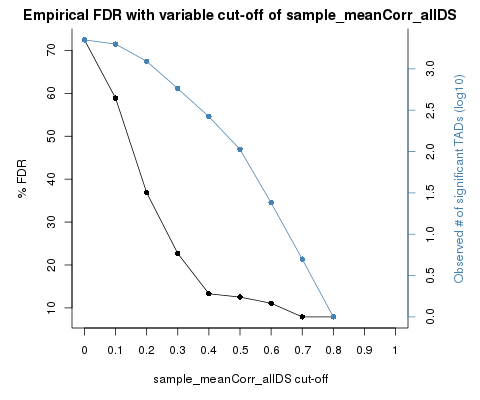 Empirical FDR with variable cut-off of sample_meanCorr_allDS
% FDR
70
60
50
40
30
20
10
3.0
2.5
2.0
1.5
1.0
0.5
0.0
Observed # of significant TADs (log10)
0 0.1 0.2 0.3 0.4 0.5 0.6 0.7 0.8 0.9 1
sample_meanCorr_allDS cut-off